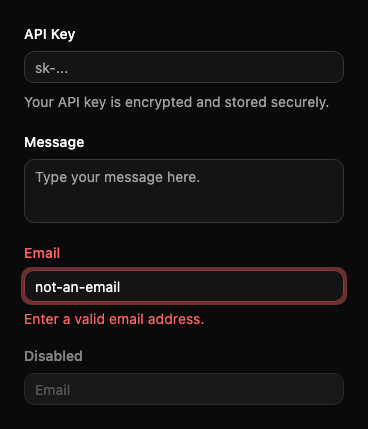 API Key
sk-...
Your API key is encrypted and stored securely.
Message
Type your message here.
Email
not-an-email
Enter a valid email address.
Disabled
Email